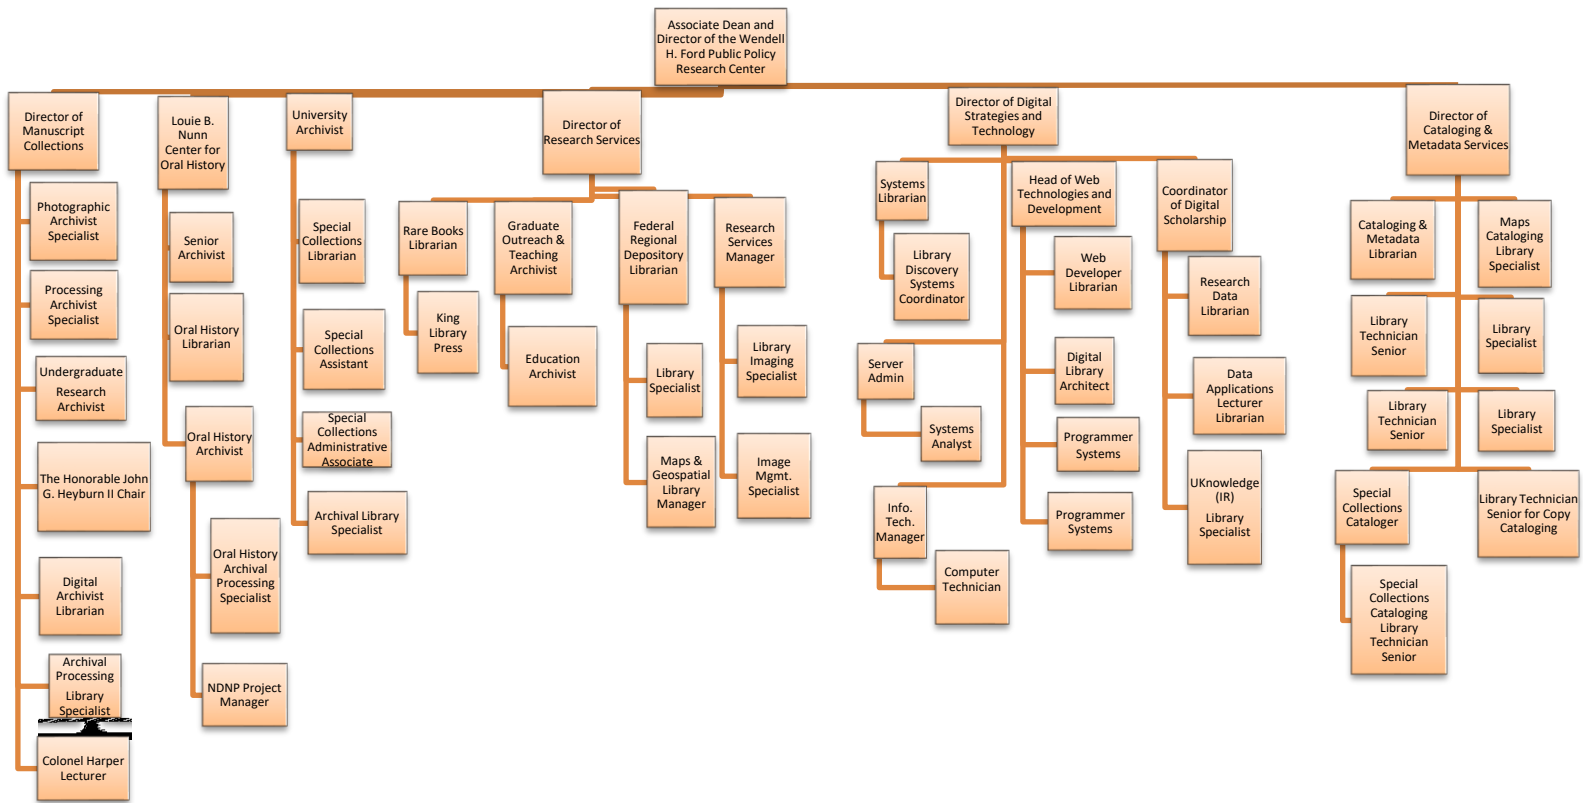 Associate Dean and
Director of the Wendell
H. Ford Public Policy
Research Center
Director of
Manuscript
Collections
Photographic
Archivist
Specialist
Processing
Archivist
Specialist
Undergraduate
Research
Archivist
The Honorable John
G. Heyburn II Chair
Digital
Archivist
Librarian
Archival
Processing
Library
Specialist
Colonel Harper
Lecturer
Louie B.
Nunn
Center for
Oral History
Senior
Archivist
Oral History
Librarian
Oral History
Archivist
Oral History
Archival
Processing
Specialist
NDNP Project
Manager
University
Archivist
Special
Collections
Librarian
Special
Collections
Assistant
Special
Collections
Administrative
Associate
Archival Library
Specialist
Director of
Research Services
Rare Books
Librarian
King
Library
Press
Graduate
Outreach &
Teaching
Archivist
Education
Archivist
Federal
Regional
Depository
Librarian
Library
Specialist
Maps &
Geospatial
Library
Manager
Research
Services
Manager
Library
Imaging
Specialist
Image
Mgmt.
Specialist
Director of Digital
Strategies and
Technology
Systems
Librarian
Library
Discovery
Systems
Coordinator
Server
Admin
Systems
Analyst
Info.
Tech.
Manager
Computer
Technician
Head of Web
Technologies and
Development
Web
Developer
Librarian
Digital
Library
Architect
Programmer
Systems
Programmer
Systems
Coordinator
of Digital
Scholarship
Research
Data
Librarian
Data
Applications
Lecturer
Librarian
UKnowledge
(IR)
Library
Specialist
Director of
Cataloging &
Metadata Services
Cataloging &
Metadata
Librarian
Maps
Cataloging
Library
Specialist
Library
Technician
Senior
Library
Specialist
Library
Technician
Senior
Library
Specialist
Special
Collections
Cataloger
Library Technician
Senior for Copy
Cataloging
Special
Collections
Cataloging
Library
Technician
Senior